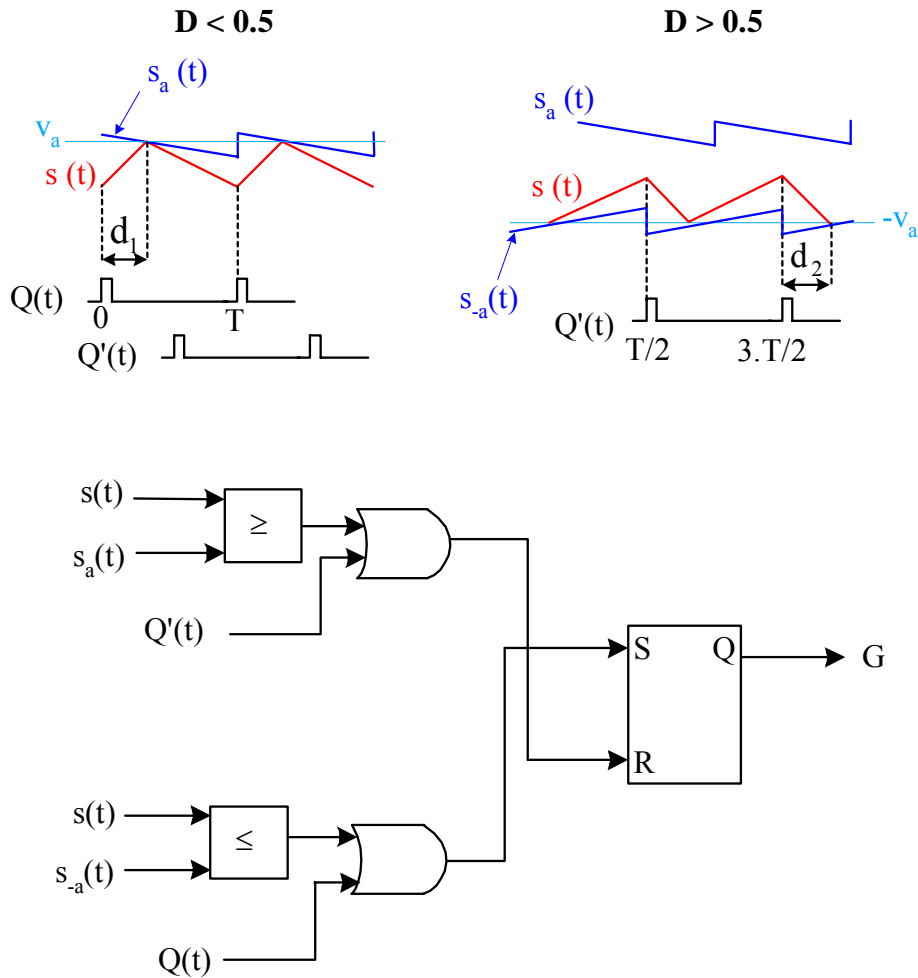 D < 0.5
D > 0.5
s_a (t)
v_a
s (t)
d_1
Q(t)
0
T
Q'(t)
s_a (t)
s (t)
-v_a
s_-a(t)
d_2
Q'(t)
T/2
3.T/2
s(t)
≥
s_a(t)
Q'(t)
S
Q
G
R
s(t)
≤
s_-a(t)
Q(t)